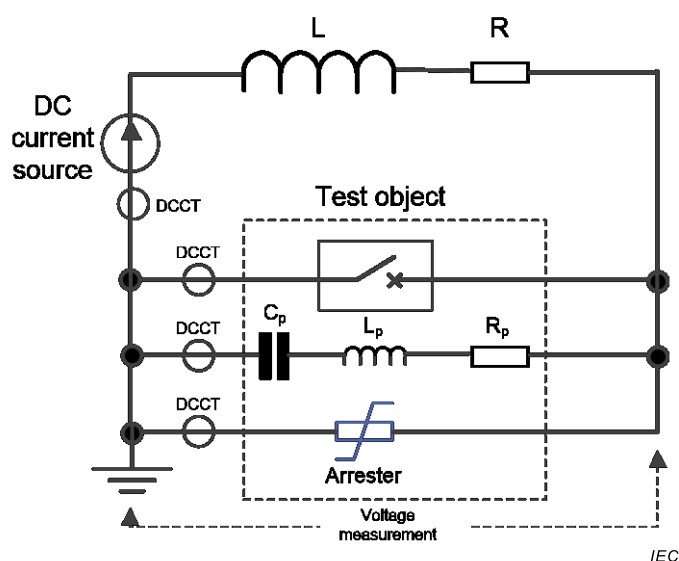 L
R
DC
current
source
DCCT
Test object
DCCT
Cp
Lp
Rp
DCCT
DCCT
Arrester
Voltage
measurement
IEC